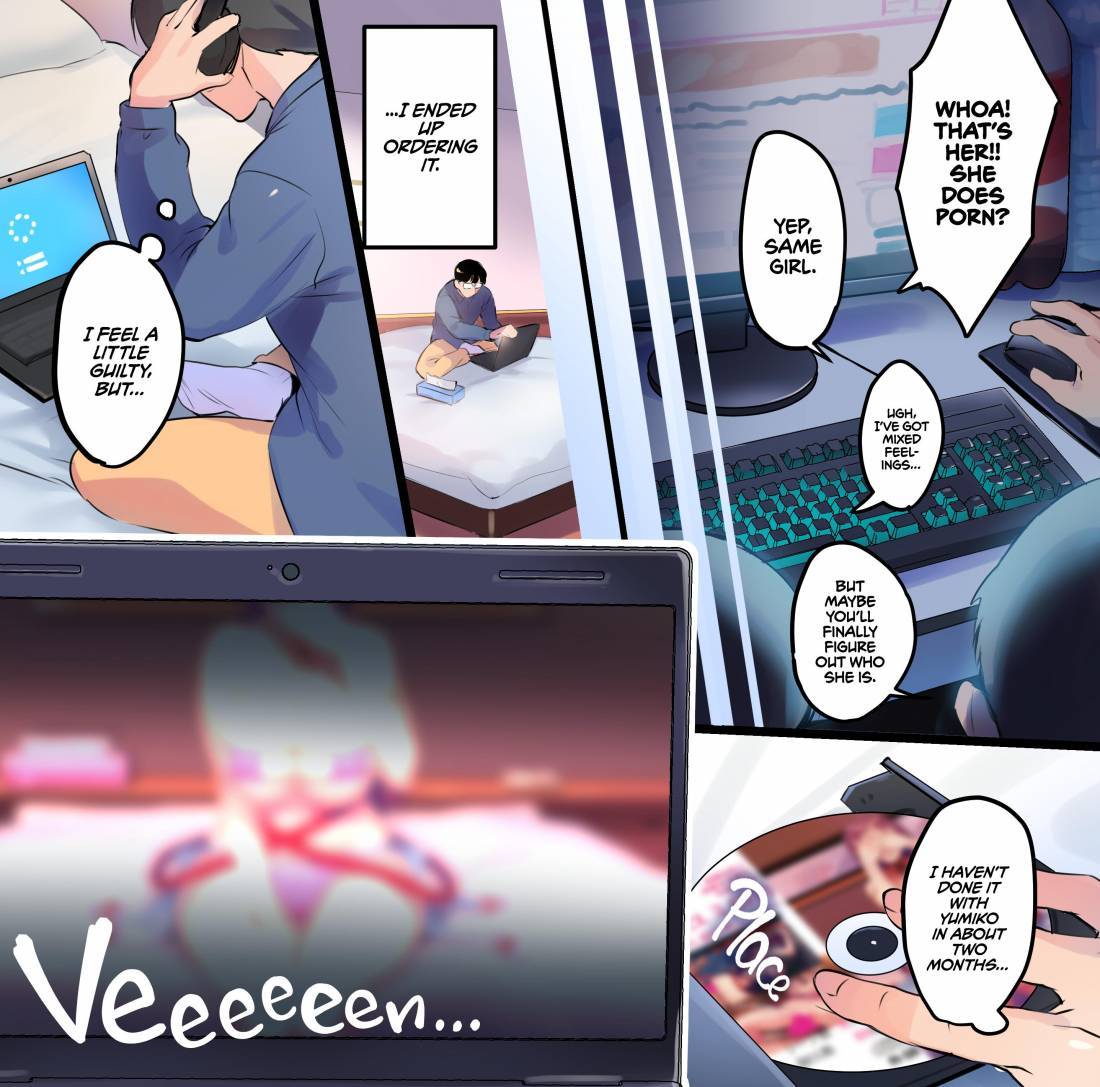 WHOA!
THAT'S
HER!!
SHE
DOES
PORN?
YEP,
SAME
GIRL.
UGH,
I'VE GOT
MIXED
FEEL-
INGS...
BUT
MAYBE
YOU'LL
FINALLY
FIGURE
OUT WHO
SHE IS.
...I ENDED
UP
ORDERING
IT.
I FEEL A
LITTLE
GUILTY,
BUT...
I HAVEN'T
DONE IT
WITH
YUMIKO
IN ABOUT
TWO
MONTHS...
Place
Veeeeeen...